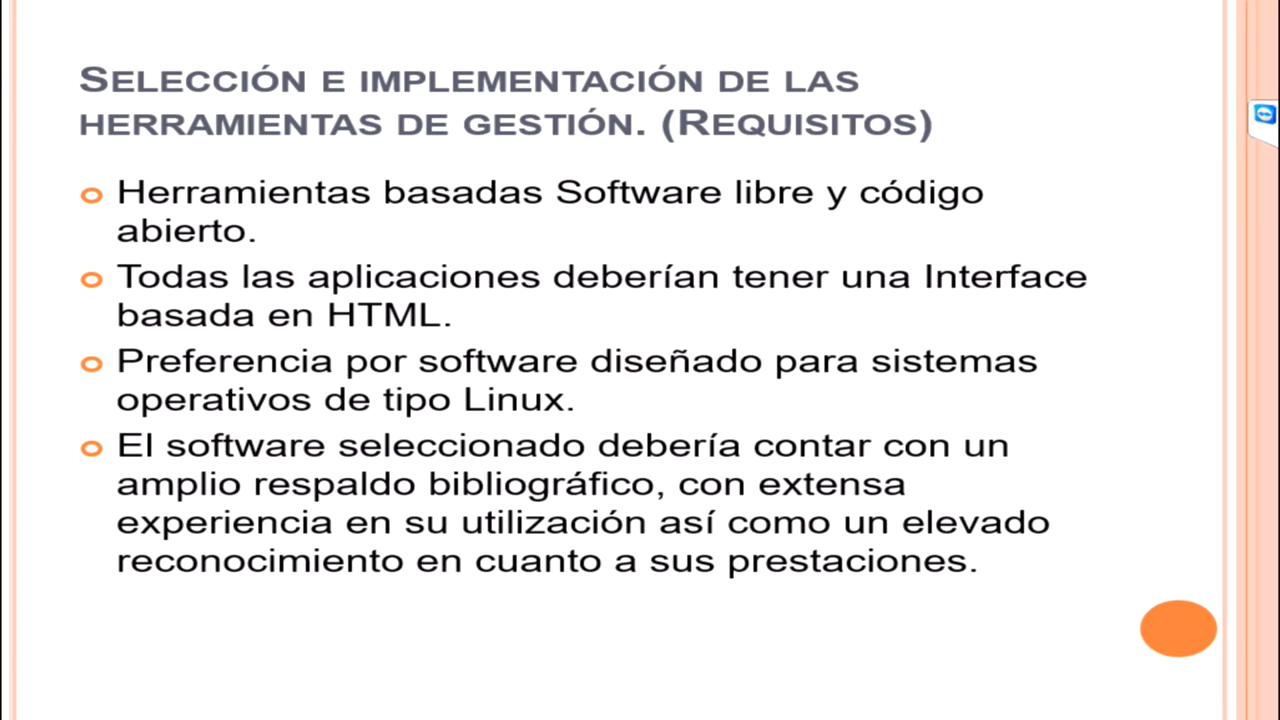 Selección e implementación de las
herramientas de gestión. (Requisitos)
Herramientas basadas Software libre y código
abierto.
Todas las aplicaciones deberían tener una Interface
basada en HTML.
Preferencia por software diseñado para sistemas
operativos de tipo Linux.
El software seleccionado debería contar con un
amplio respaldo bibliográfico, con extensa
experiencia en su utilización así como un elevado
reconocimiento en cuanto a sus prestaciones.